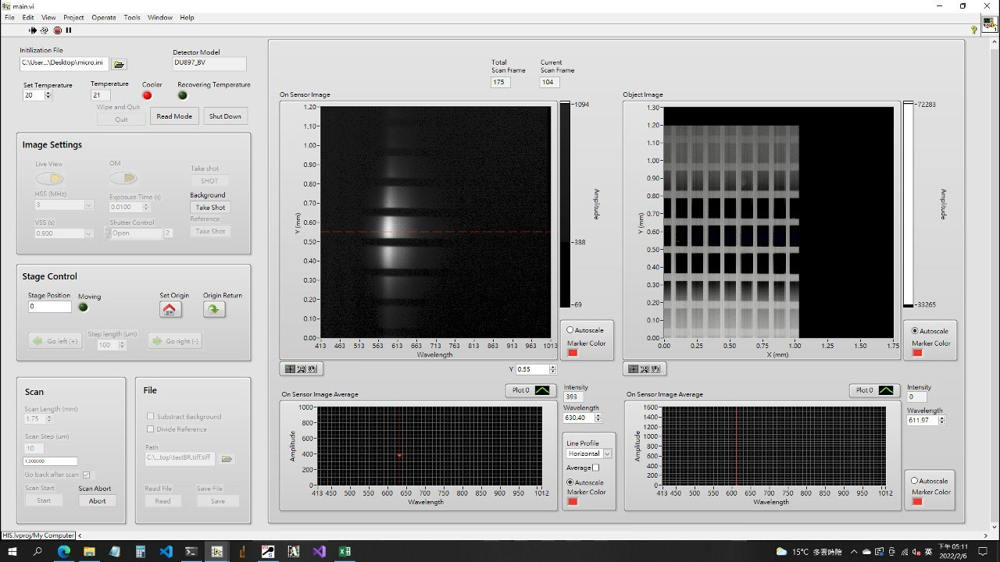 main.vi
File Edit View Project Operate Tools Window Help
Initilization File
C:\User...\Desktop\micro.ini
Detector Model
DU897_BV
Set Temperature
20
Temperature
21
Cooler
Recovering Temperature
Wipe and Quit
Quit
Read Mode
Shut Down
Image Settings
Live View
OM
Take shot
SHOT
HSS (MHz)
3
Exposure Time (s)
0.0100
Background
Take Shot
VSS (s)
0.900
Shutter Control
Open
2
Reference
Take Shot
Stage Control
Stage Position
0
Moving
Set Origin
Origin Return
Go left (+)
Step length (um)
100
Go right (-)
Scan
Scan Length (mm)
1.75
Scan Step (um)
10
1.000000
Go back after scan
Scan Start
Start
Scan Abort
Abort
File
Substract Background
Divide Reference
Path
C:\...top\testBR.tiff.tiff
Read File
Read
Save File
Save
Total
Scan Frame
175
Current
Scan Frame
104
On Sensor Image
1.20
1.10
1.00
0.90
0.80
0.70
0.60
0.50
0.40
0.30
0.20
0.10
0.00
Y (mm)
413 463 513 563 613 663 713 763 813 863 913 963 1013
Wavelength
1094
388
69
Amplitude
Autoscale
Marker Color
Y 0.55
Object Image
1.30
1.20
1.10
1.00
0.90
0.80
0.70
0.60
0.50
0.40
0.30
0.20
0.10
0.00
Y (mm)
0.00 0.25 0.50 0.75 1.00 1.25 1.50 1.75
X (mm)
72283
33265
Amplitude
Autoscale
Marker Color
On Sensor Image Average
Plot 0
1000
800
600
400
200
0
Amplitude
413 450 500 550 600 650 700 750 800 850 900 950 1012
Wavelength
Intensity
393
Wavelength
630.40
Line Profile
Horizontal
Average
Autoscale
Marker Color
On Sensor Image Average
Plot 0
1600
1400
1200
1000
800
600
400
200
0
Amplitude
413 450 500 550 600 650 700 750 800 850 900 950 1012
Wavelength
Intensity
0
Wavelength
611.97
Autoscale
Marker Color
HIS.lvproj/My Computer
15°C 多雲時陰
英
下午 05:11
2022/2/6